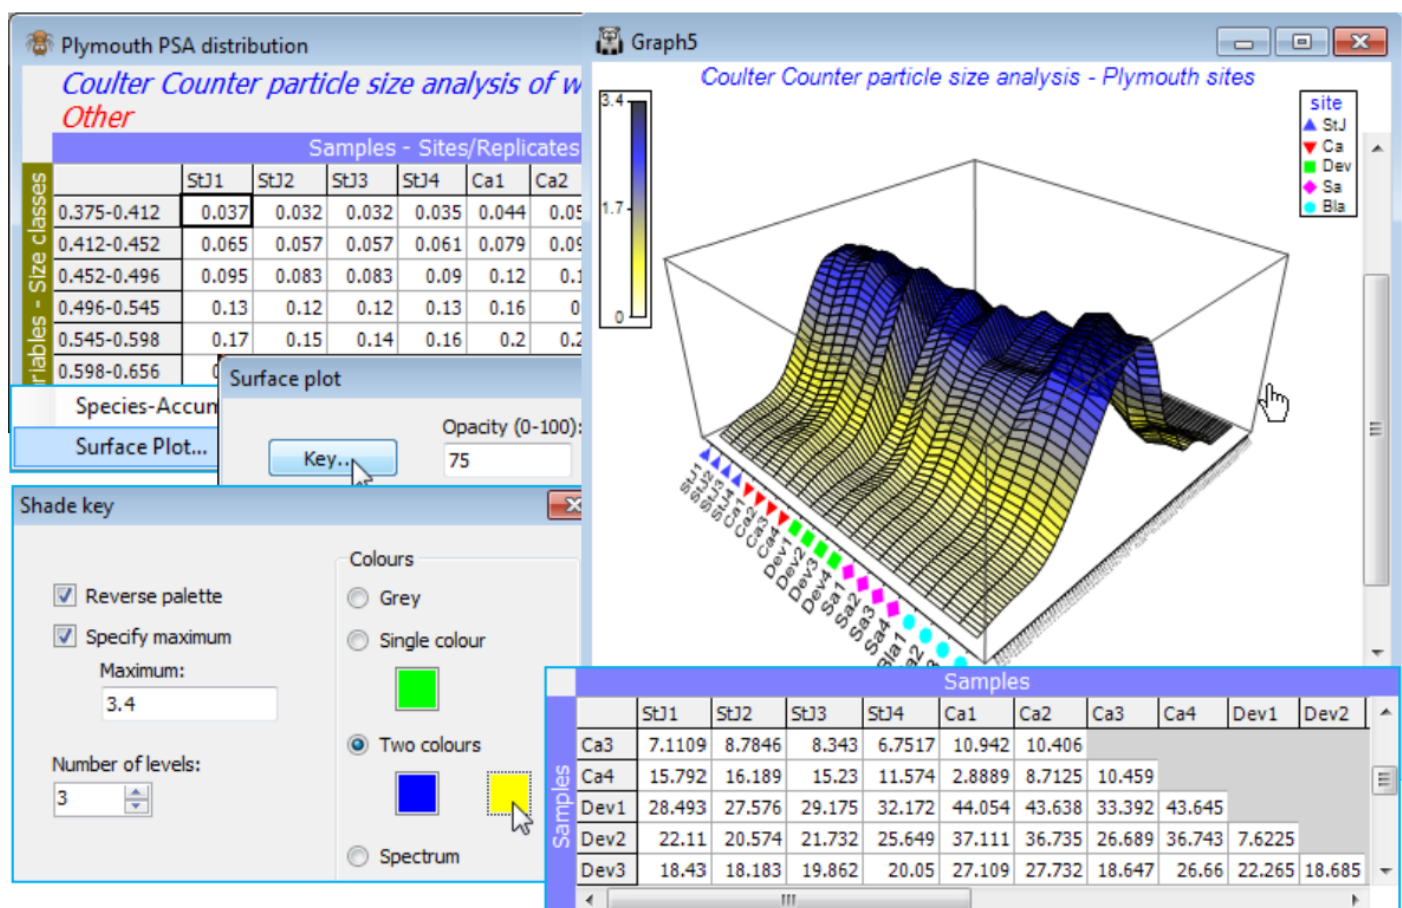 Plymouth PSA distribution
Coulter Counter particle size analysis of w
Other
Samples - Sites/Replicates
Size classes
StJ1 StJ2 StJ3 StJ4 Ca1 Ca2
0.375-0.412 0.037 0.032 0.032 0.035 0.044 0.05
0.412-0.452 0.065 0.057 0.057 0.061 0.079 0.09
0.452-0.496 0.095 0.083 0.083 0.09 0.12 0.1
0.496-0.545 0.13 0.12 0.12 0.13 0.16 0
0.545-0.598 0.17 0.15 0.14 0.16 0.2 0.2
0.598-0.656
Species-Accum
Surface Plot...
Surface plot
Opacity (0-100):
Key...
75
Shade key
Reverse palette
Specify maximum
Maximum:
3.4
Number of levels:
3
Colours
Grey
Single colour
Two colours
Spectrum
Graph5
Coulter Counter particle size analysis - Plymouth sites
3.4
1.7
0
site
StJ
Ca
Dev
Sa
Bla
StJ1
StJ2
StJ3
StJ4
Ca1
Ca2
Ca3
Ca4
Dev1
Dev2
Dev3
Dev4
Sa1
Sa2
Sa3
Sa4
Bla1
Samples
Samples
StJ1 StJ2 StJ3 StJ4 Ca1 Ca2 Ca3 Ca4 Dev1 Dev2
Ca3 7.1109 8.7846 8.343 6.7517 10.942 10.406
Ca4 15.792 16.189 15.23 11.574 2.8889 8.7125 10.459
Dev1 28.493 27.576 29.175 32.172 44.054 43.638 33.392 43.645
Dev2 22.11 20.574 21.732 25.649 37.111 36.735 26.689 36.743 7.6225
Dev3 18.43 18.183 19.862 20.05 27.109 27.732 18.647 26.66 22.265 18.685